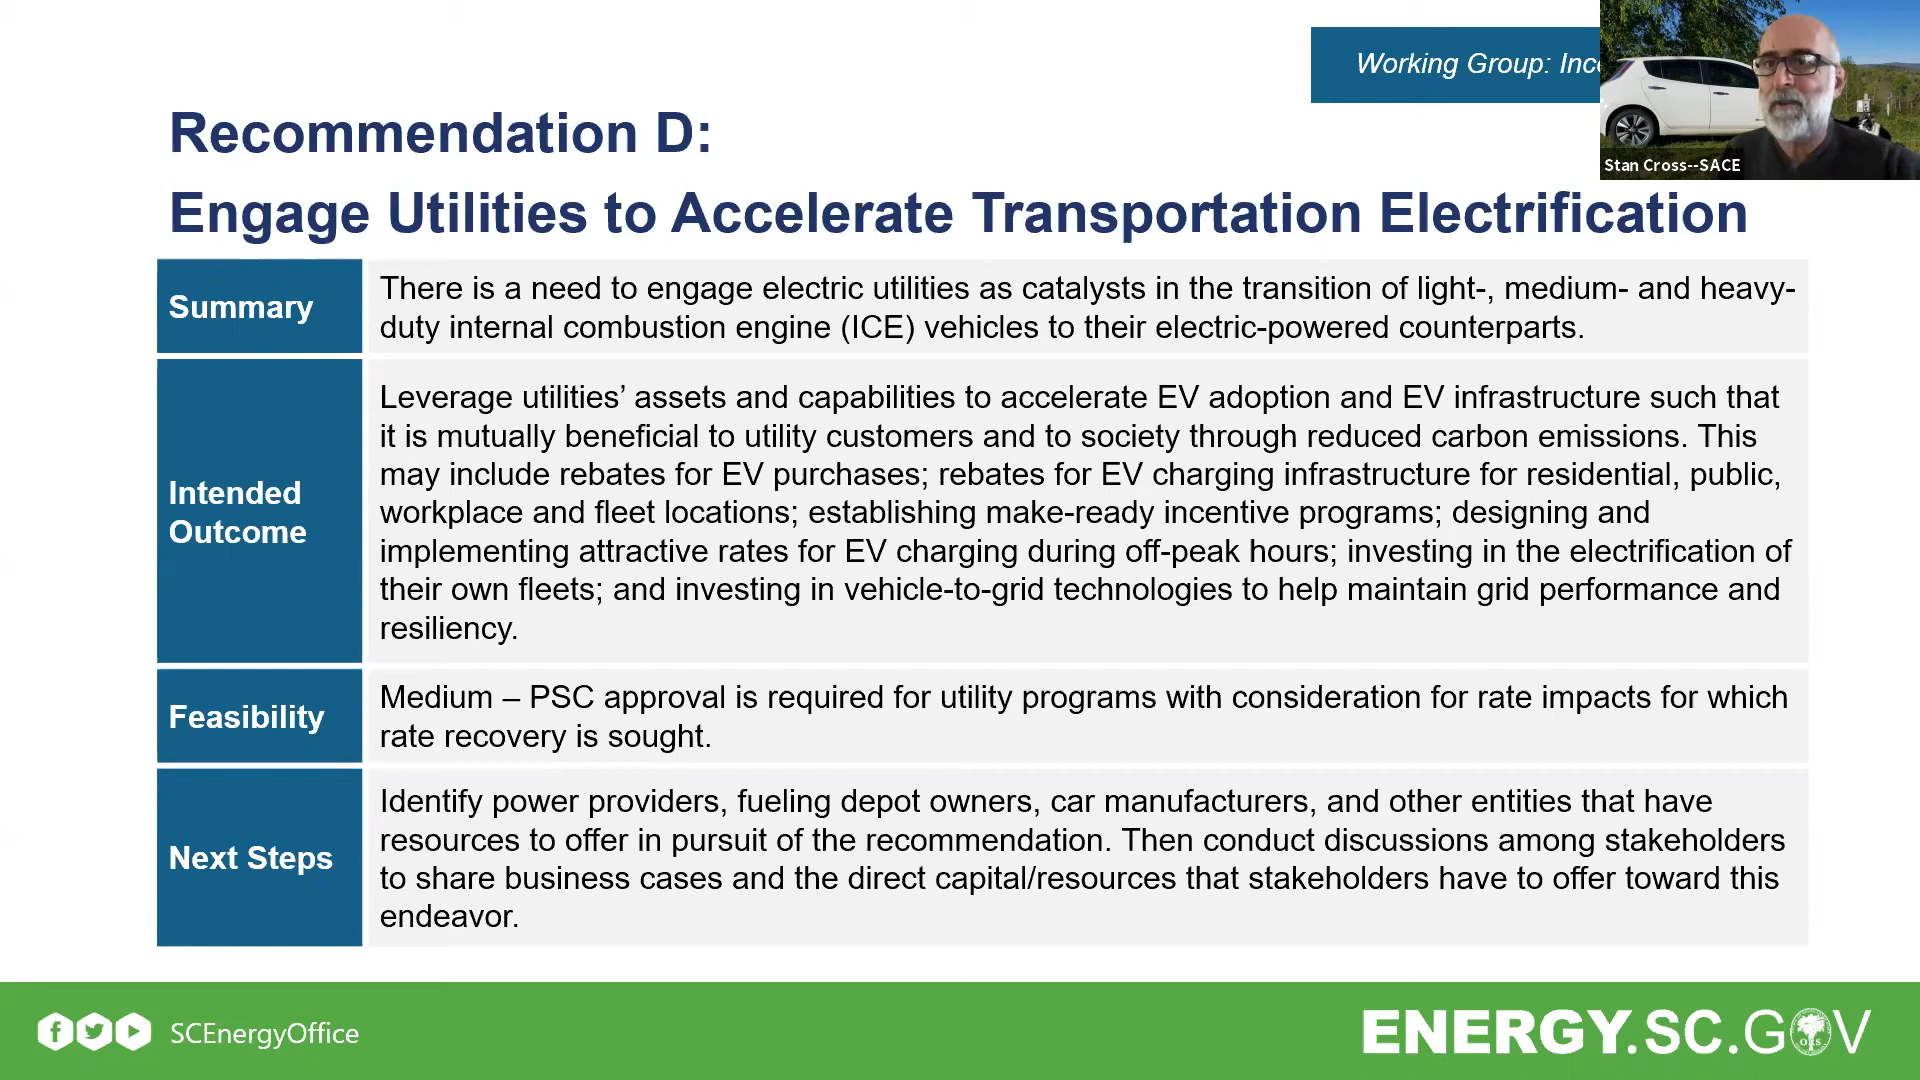 Working Group: Inc
Stan Cross--SACE
Recommendation D:
Engage Utilities to Accelerate Transportation Electrification
Summary
There is a need to engage electric utilities as catalysts in the transition of light-, medium- and heavy-
duty internal combustion engine (ICE) vehicles to their electric-powered counterparts.
Intended
Outcome
Leverage utilities’ assets and capabilities to accelerate EV adoption and EV infrastructure such that
it is mutually beneficial to utility customers and to society through reduced carbon emissions. This
may include rebates for EV purchases; rebates for EV charging infrastructure for residential, public,
workplace and fleet locations; establishing make-ready incentive programs; designing and
implementing attractive rates for EV charging during off-peak hours; investing in the electrification of
their own fleets; and investing in vehicle-to-grid technologies to help maintain grid performance and
resiliency.
Feasibility
Medium – PSC approval is required for utility programs with consideration for rate impacts for which
rate recovery is sought.
Next Steps
Identify power providers, fueling depot owners, car manufacturers, and other entities that have
resources to offer in pursuit of the recommendation. Then conduct discussions among stakeholders
to share business cases and the direct capital/resources that stakeholders have to offer toward this
endeavor.
SCEnergyOffice
ENERGY.SC.GOV
ORS